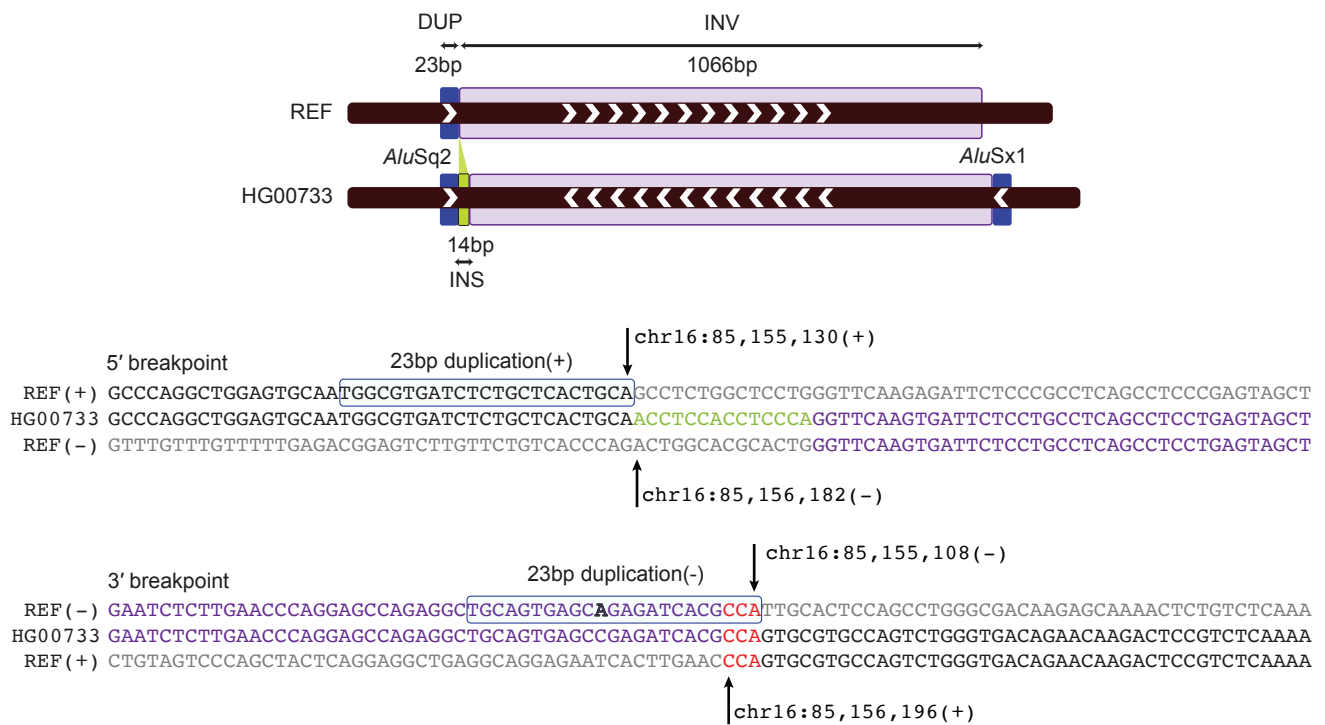 DUP INV
23bp 1066bp
REF
AluSq2 AluSx1
HG00733
14bp
INS
chr16:85,155,130(+)
5′ breakpoint 23bp duplication(+)
REF(+) GCCCAGGCTGGAGTGCAATGGCGTGATCTCTGCTCACTGCAGCCTCTGGCTCCTGGGTTCAAGAGATTCTCCCGCCTCAGCCTCCCGAGTAGCT
HG00733 GCCCAGGCTGGAGTGCAATGGCGTGATCTCTGCTCACTGCAACCTCCACCTCCCAGGTTCAAGTGATTCTCCTGCCTCAGCCTCCTGAGTAGCT
REF(-) GTTTGTTTGTTTTTGAGACGGAGTCTTGTTCTGTCACCCAGACTGGCACGCACTGGGTTCAAGTGATTCTCCTGCCTCAGCCTCCTGAGTAGCT
chr16:85,156,182(-)
chr16:85,155,108(-)
3′ breakpoint 23bp duplication(-)
REF(-) GAATCTCTTGAACCCAGGAGCCAGAGGCTGCAGTGAGCAGAGATCACGCCATTGCACTCCAGCCTGGGCGACAAGAGCAAAACTCTGTCTCAAA
HG00733 GAATCTCTTGAACCCAGGAGCCAGAGGCTGCAGTGAGCCGAGATCACGCCAGTGCGTGCCAGTCTGGGTGACAGAACAAGACTCCGTCTCAAAA
REF(+) CTGTAGTCCCAGCTACTCAGGAGGCTGAGGCAGGAGAATCACTTGAACCCAGTGCGTGCCAGTCTGGGTGACAGAACAAGACTCCGTCTCAAAA
chr16:85,156,196(+)